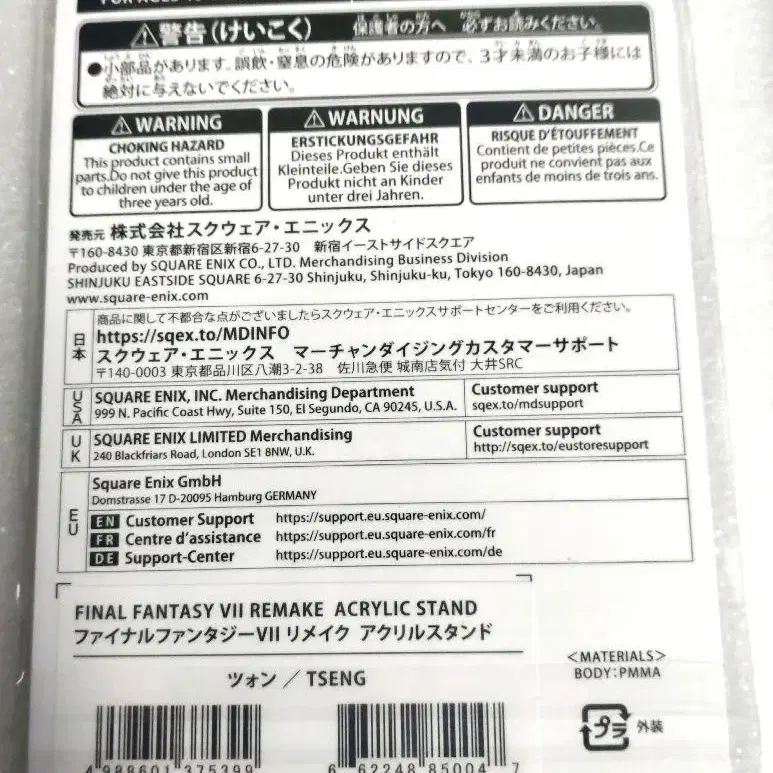 ⚠警告(けいこく) 保護者の方へ 必ずお読みください。
●小部品があります。誤飲・窒息の危険がありますので、3才未満のお子様には
絶対に与えないでください。
⚠WARNING
CHOKING HAZARD
This product contains small
parts.Do not give this product
to children under the age of
three years old.
⚠WARNUNG
ERSTICKUNGSGEFAHR
Dieses Produkt enthält
Kleinteile.Geben Sie dieses
Produkt nicht an Kinder
unter drei Jahren.
⚠DANGER
RISQUE D'ÉTOUFFEMENT
Contient de petites pièces.Ce
produit ne convient pas aux
enfants de moins de trois ans.
発売元 株式会社スクウェア・エニックス
〒160-8430 東京都新宿区新宿6-27-30 新宿イーストサイドスクエア
Produced by SQUARE ENIX CO., LTD. Merchandising Business Division
SHINJUKU EASTSIDE SQUARE 6-27-30 Shinjuku, Shinjuku-ku, Tokyo 160-8430, Japan
www.square-enix.com
日本
商品に関して不都合な点がございましたらスクウェア・エニックスサポートセンターをご利用ください。
https://sqex.to/MDINFO
スクウェア・エニックス マーチャンダイジングカスタマーサポート
〒140-0003 東京都品川区八潮3-2-38 佐川急便 城南店気付 大井SRC
USA
SQUARE ENIX, INC. Merchandising Department
999 N. Pacific Coast Hwy, Suite 150, El Segundo, CA 90245, U.S.A.
Customer support
sqex.to/mdsupport
UK
SQUARE ENIX LIMITED Merchandising
240 Blackfriars Road, London SE1 8NW, U.K.
Customer support
http://sqex.to/eustoresupport
EU
Square Enix GmbH
Domstrasse 17 D-20095 Hamburg GERMANY
EN Customer Support https://support.eu.square-enix.com/
FR Centre d'assistance https://support.eu.square-enix.com/fr
DE Support-Center https://support.eu.square-enix.com/de
FINAL FANTASY VII REMAKE ACRYLIC STAND
ファイナルファンタジーVII リメイク アクリルスタンド
ツォン / TSENG
<MATERIALS>
BODY:PMMA
プラ 外装
4 988601 375399
6 62248 85004 7